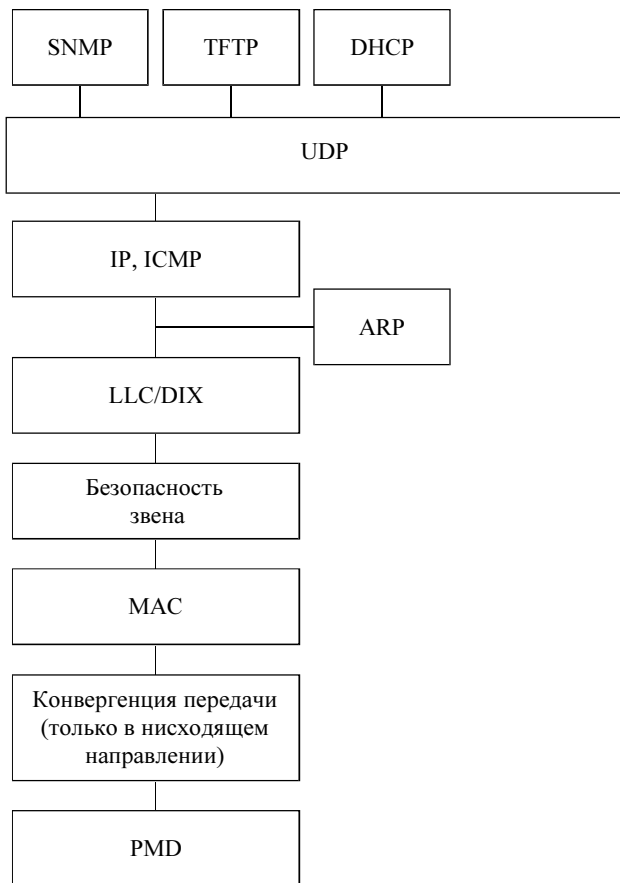 SNMP
TFTP
DHCP
UDP
IP, ICMP
ARP
LLC/DIX
Безопасность
звена
MAC
Конвергенция передачи
(только в нисходящем
направлении)
PMD